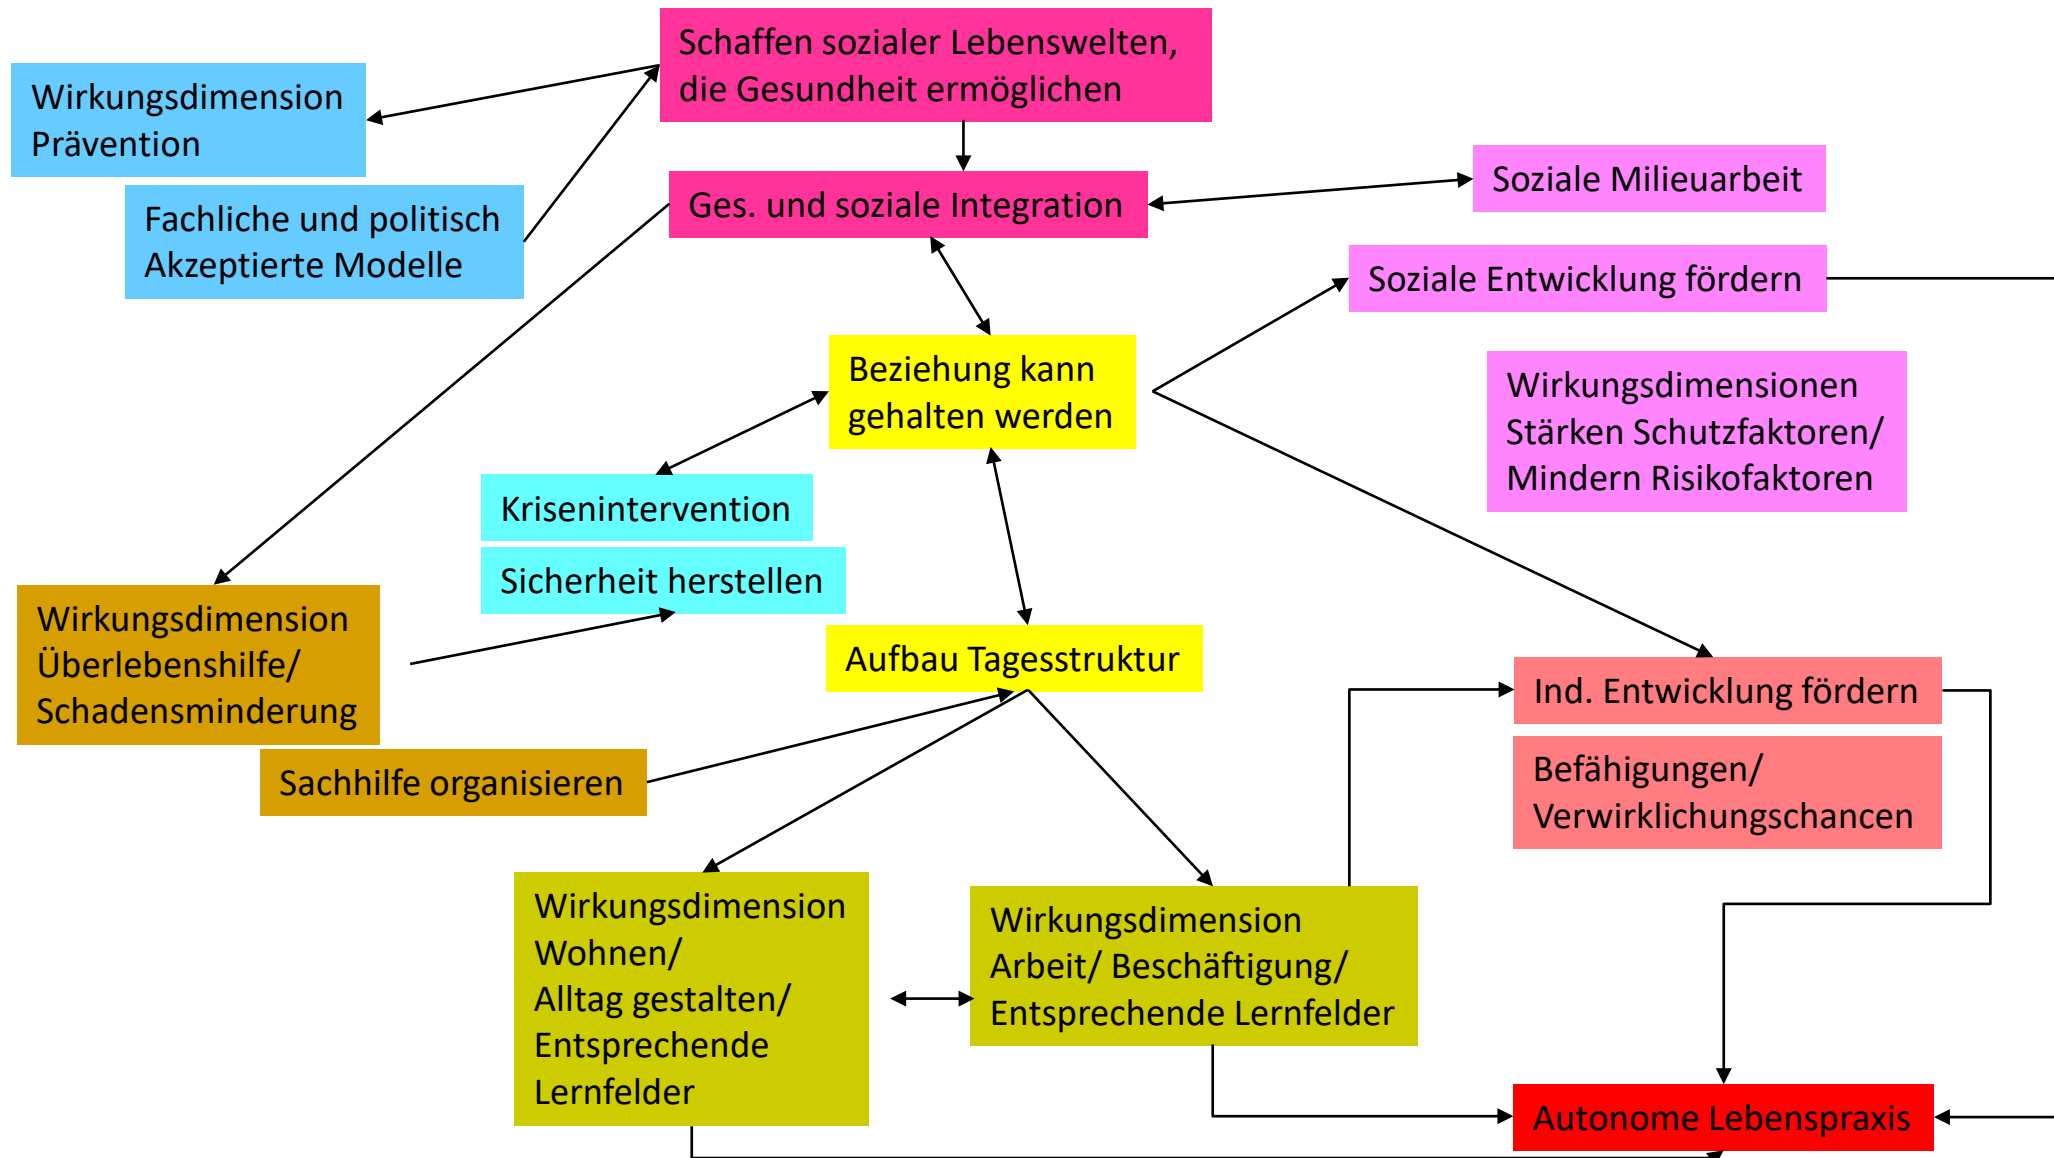 Schaffen sozialer Lebenswelten,
die Gesundheit ermöglichen
Wirkungsdimension
Prävention
Fachliche und politisch
Akzeptierte Modelle
Ges. und soziale Integration
Soziale Milieuarbeit
Soziale Entwicklung fördern
Beziehung kann
gehalten werden
Wirkungsdimensionen
Stärken Schutzfaktoren/
Mindern Risikofaktoren
Krisenintervention
Sicherheit herstellen
Wirkungsdimension
Überlebenshilfe/
Schadensminderung
Aufbau Tagesstruktur
Ind. Entwicklung fördern
Sachhilfe organisieren
Befähigungen/
Verwirklichungschancen
Wirkungsdimension
Wohnen/
Alltag gestalten/
Entsprechende
Lernfelder
Wirkungsdimension
Arbeit/ Beschäftigung/
Entsprechende Lernfelder
Autonome Lebenspraxis